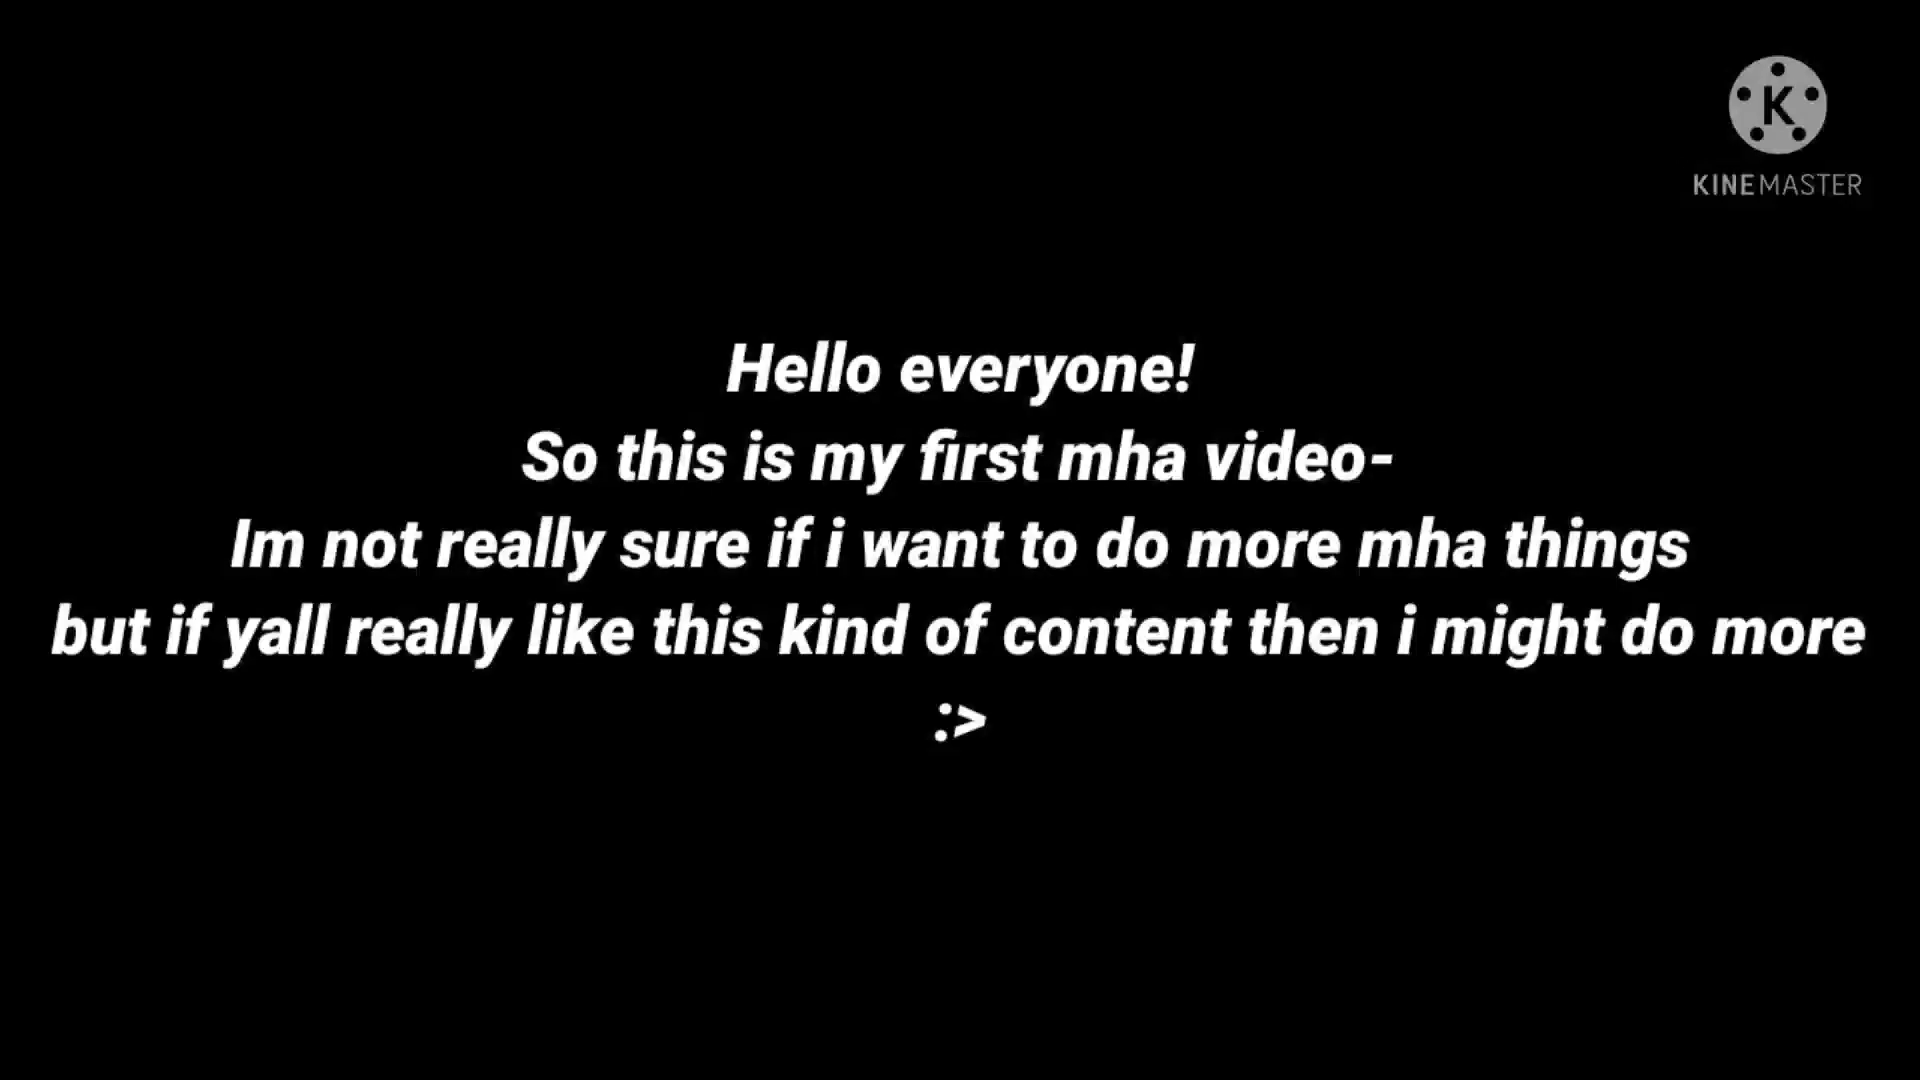 K
KINEMASTER
Hello everyone!
So this is my first mha video-
Im not really sure if i want to do more mha things
but if yall really like this kind of content then i might do more
:>